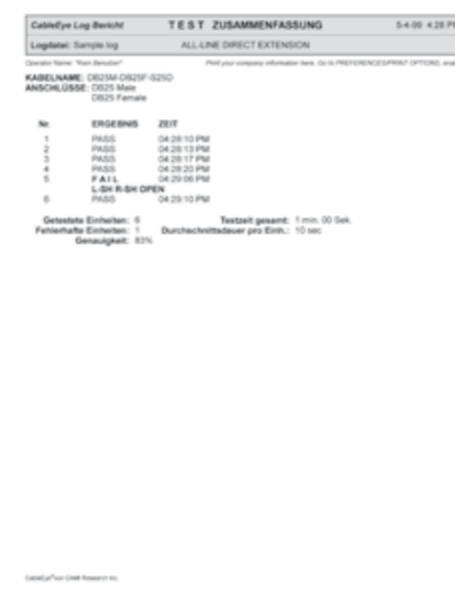 CableEye Log Bericht TEST ZUSAMMENFASSUNG 5-4-99 4:28 P
Logdatei: Sample.log ALL-LINE DIRECT EXTENSION
Operator Name: "Kein Benutzer" Print your company information here. Go to PREFERENCES/PRINT OPTIONS,
KABELNAME: DB25M-DB25F-S25D
ANSCHLÜSSE: DB25 Male
DB25 Female
Nr. ERGEBNIS ZEIT
1 PASS 04:28:10 PM
2 PASS 04:28:13 PM
3 PASS 04:28:17 PM
4 PASS 04:28:20 PM
5 FAIL 04:29:06 PM
L-SH R-SH OPEN
6 PASS 04:29:10 PM
Getestete Einheiten: 6 Testzeit gesamt: 1 min. 00 Sek.
Fehlerhafte Einheiten: 1 Durchschnittsdauer pro Einh.: 10 sec
Genauigkeit: 83%
CableEye® von CAMI Research Inc.